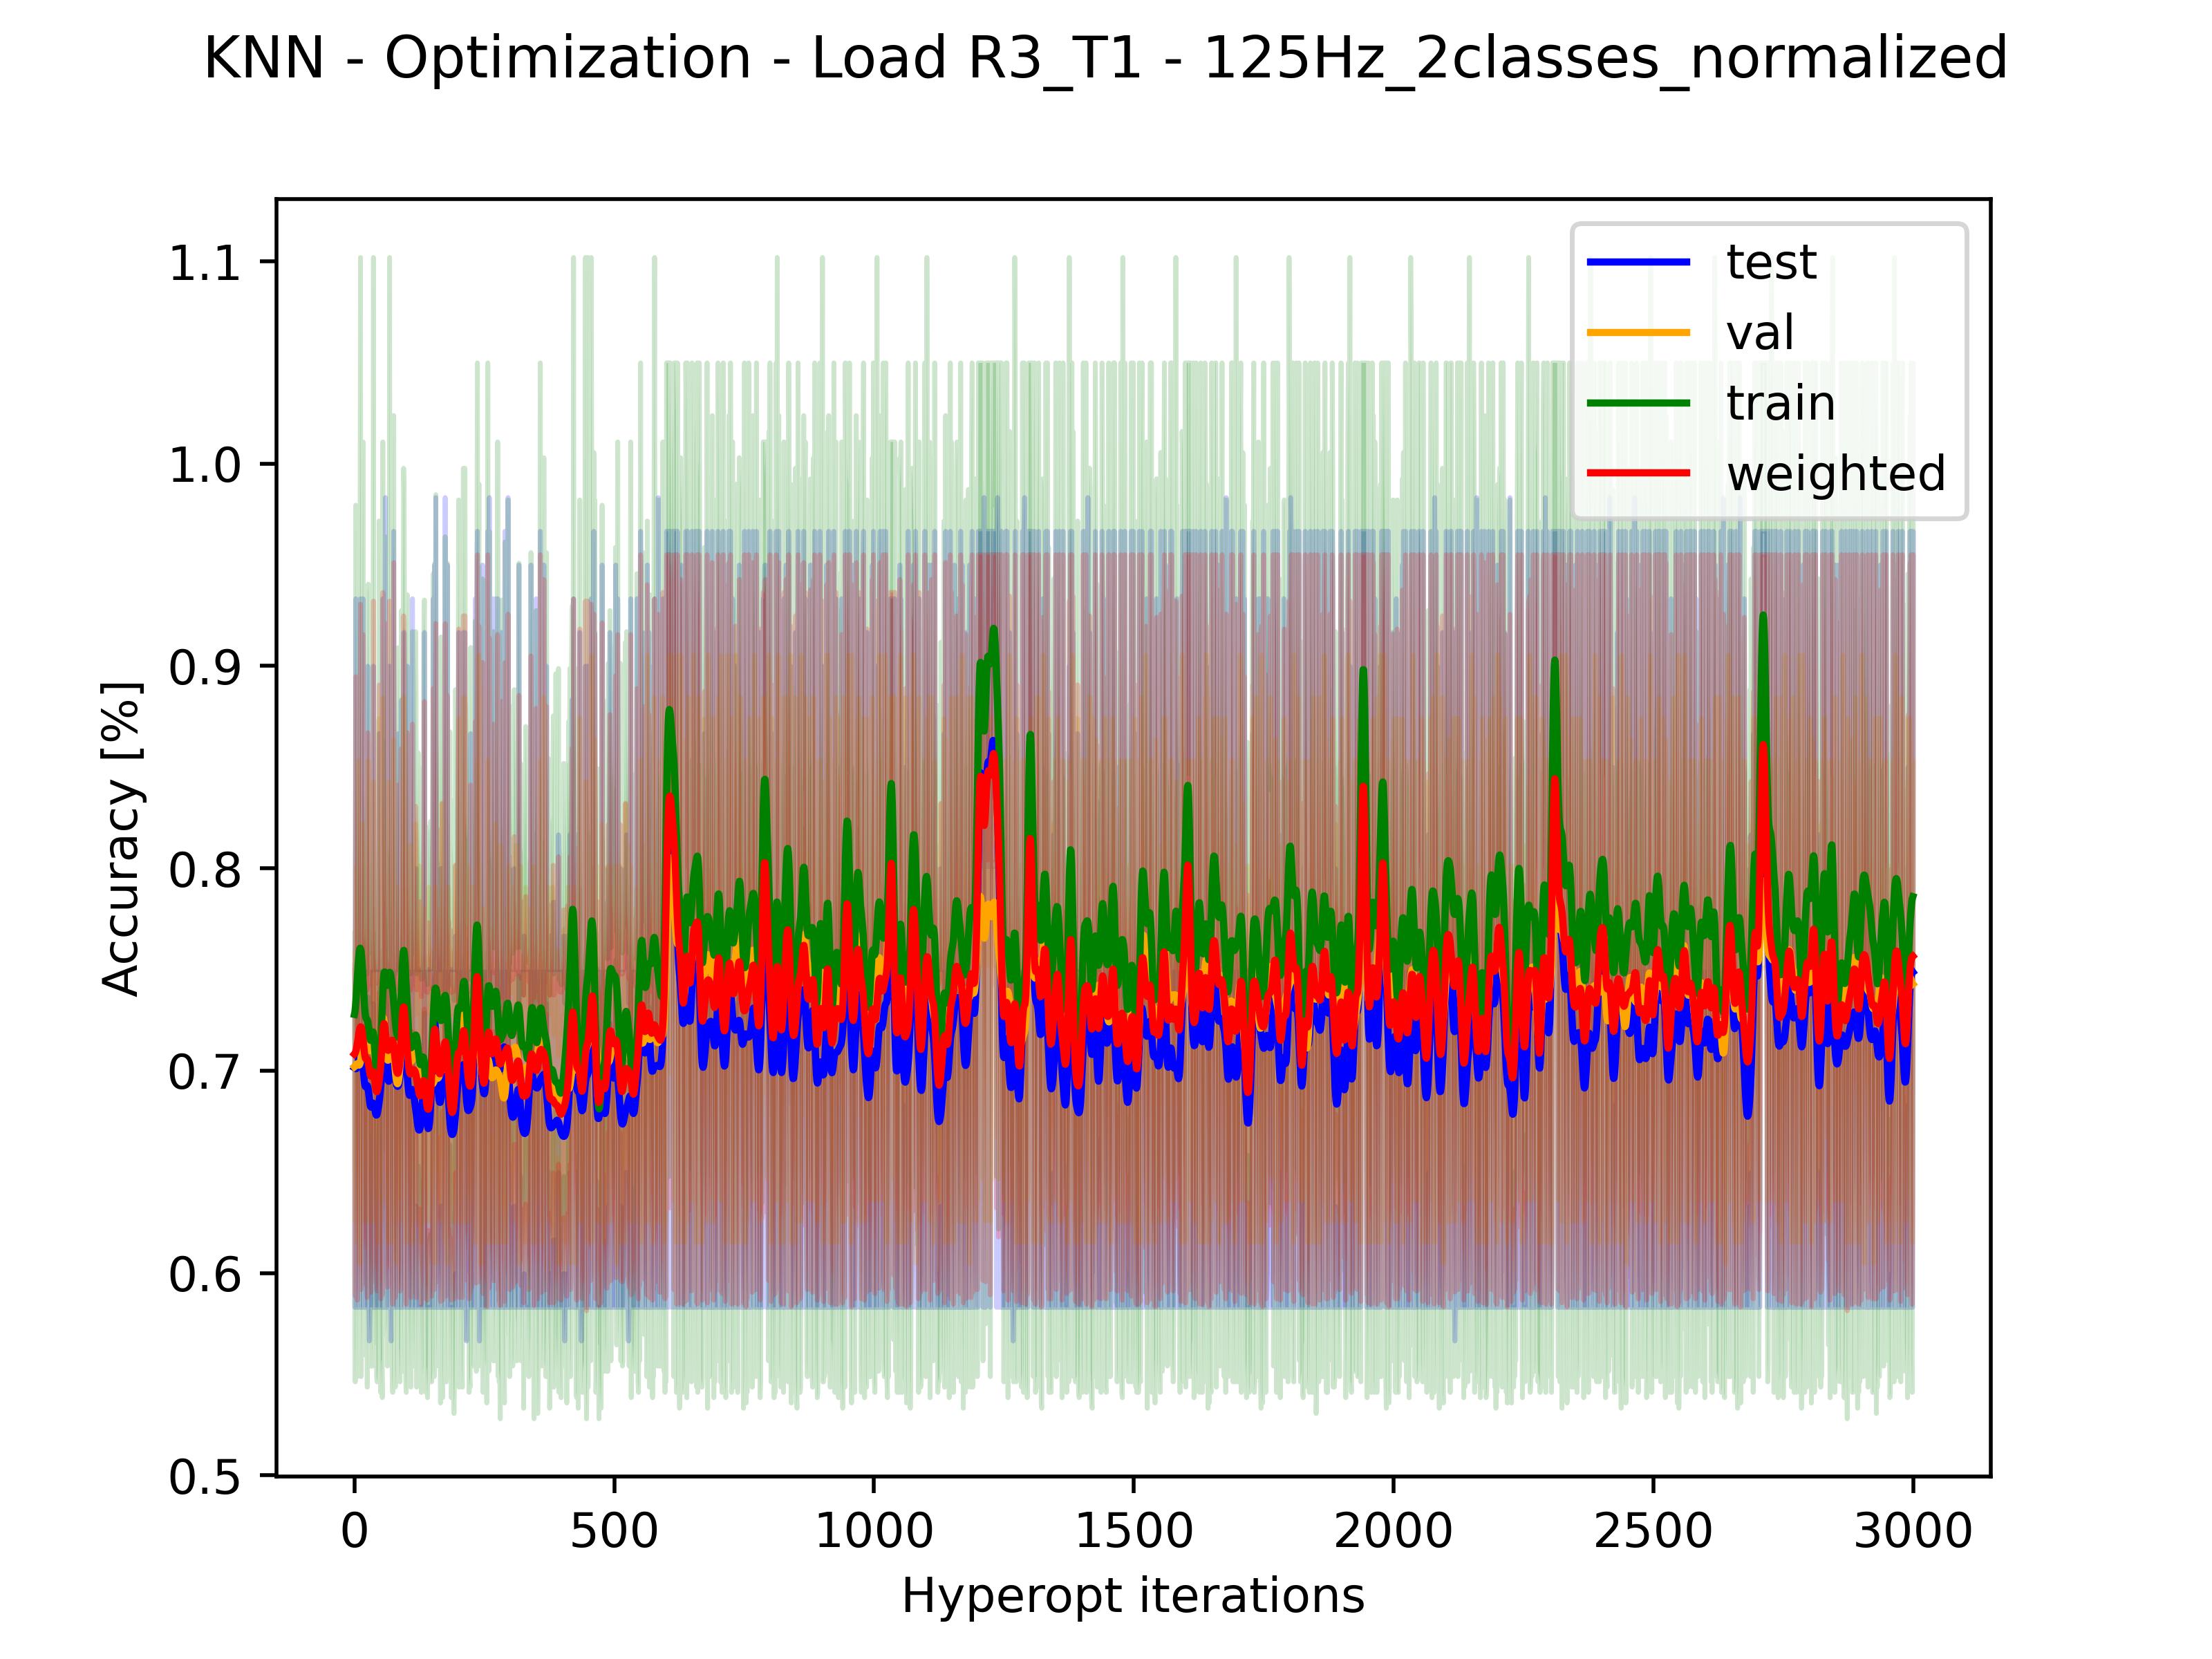 KNN - Optimization - Load R3_T1 - 125Hz_2classes_normalized
test
val
train
weighted
1.1
1.0
0.9
0.8
0.7
0.6
0.5
Accuracy [%]
0 500 1000 1500 2000 2500 3000
Hyperopt iterations